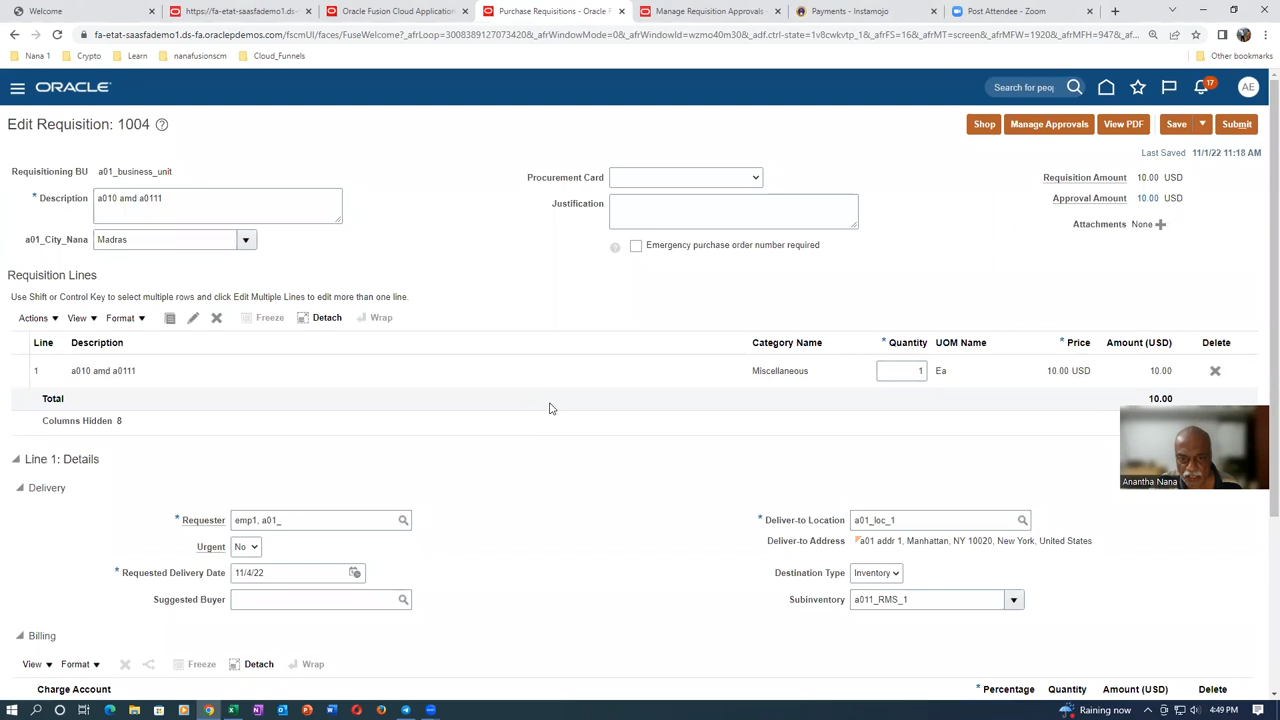 Welcome
https://fa-etat-saasfademo1.ds-
Oracle Fusion Cloud Application
Purchase Requisitions - Oracle F
Manage Requisition Approvals -
Payments - Instamojo
Post Attendee - Zoom
fa-etat-saasfademo1.ds-fa.oraclepdemos.com/fscmUI/faces/FuseWelcome?_afrLoop=3008389127073420&_afrWindowMode=0&_afrWindowId=wzmo40m30&_adf.ctrl-state=1v8cwkvtp_1&_afrFS=16&_afrMT=screen&_afrMFW=1920&_afrMFH=947&_afrMFDW=1...
Nana 1
Crypto
Learn
nanafusionscm
Cloud_Funnels
Other bookmarks
ORACLE
Search for peo
17
AE
Edit Requisition: 1004
Shop
Manage Approvals
View PDF
Save
Submit
Last Saved 11/1/22 11:18 AM
Requisitioning BU a01_business_unit
Procurement Card
Requisition Amount 10.00 USD
* Description a010 amd a0111
Justification
Approval Amount 10.00 USD
Attachments None
a01_City_Nana Madras
Emergency purchase order number required
Requisition Lines
Use Shift or Control Key to select multiple rows and click Edit Multiple Lines to edit more than one line.
Actions View Format Freeze Detach Wrap
Line Description Category Name * Quantity UOM Name * Price Amount (USD) Delete
1 a010 amd a0111 Miscellaneous 1 Ea 10.00 USD 10.00
Total 10.00
Columns Hidden 8
Line 1: Details
Anantha Nana
Delivery
* Requester emp1, a01_
* Deliver-to Location a01_loc_1
Urgent No
Deliver-to Address a01 addr 1, Manhattan, NY 10020, New York, United States
* Requested Delivery Date 11/4/22
Destination Type Inventory
Suggested Buyer
Subinventory a011_RMS_1
Billing
View Format Freeze Detach Wrap
Charge Account * Percentage Quantity Amount (USD) Delete
Raining now
4:49 PM